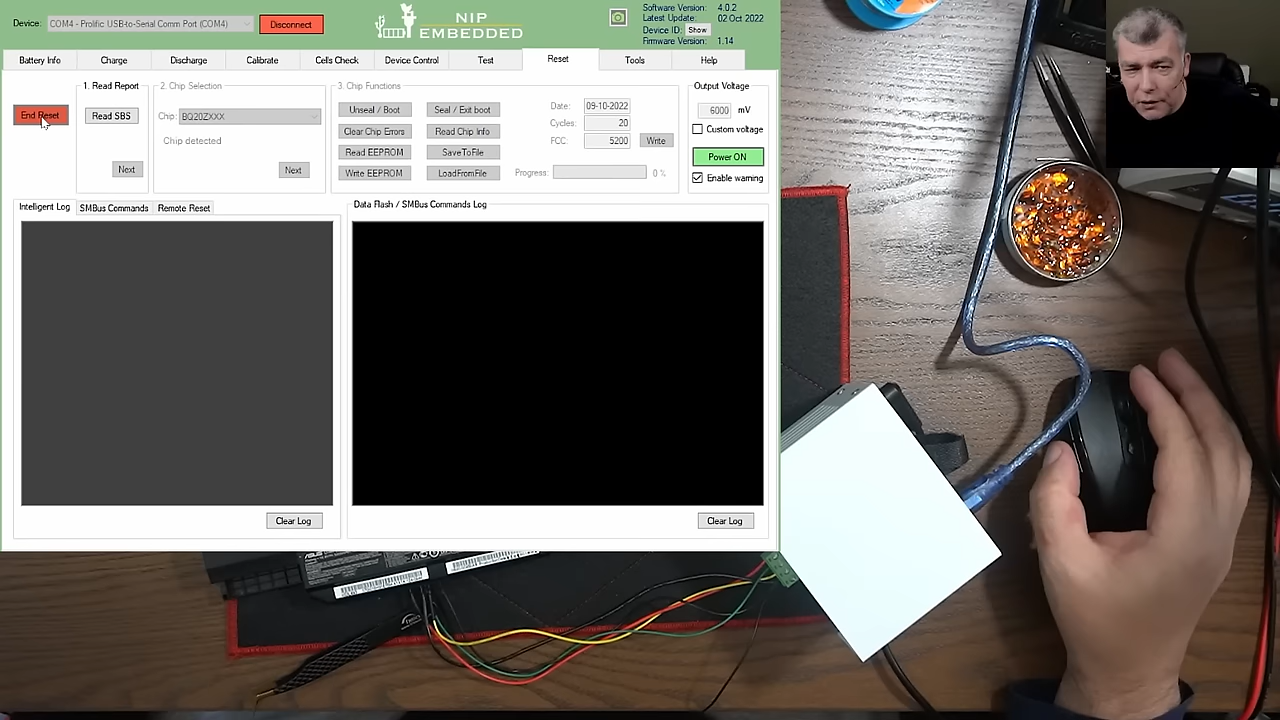 Device: COM4 - Prolific USB-to-Serial Comm Port (COM4) Disconnect
NIP
EMBEDDED
Software Version: 4.0.2
Latest Update: 02 Oct 2022
Device ID: Show
Firmware Version: 1.14
Battery Info Charge Discharge Calibrate Cells Check Device Control Test Reset Tools Help
End Reset
1. Read Report
Read SBS
Next
2. Chip Selection
Chip: BQ20ZXXX
Chip detected
Next
3. Chip Functions
Unseal / Boot Seal / Exit boot
Clear Chip Errors Read Chip Info
Read EEPROM SaveToFile
Write EEPROM LoadFromFile
Date: 09-10-2022
Cycles: 20
FCC: 5200 Write
Progress: 0 %
Output Voltage
6000 mV
Custom voltage
Power ON
Enable warning
Intelligent Log SMBus Commands Remote Reset
Data Flash / SMBus Commands Log
Clear Log
Clear Log